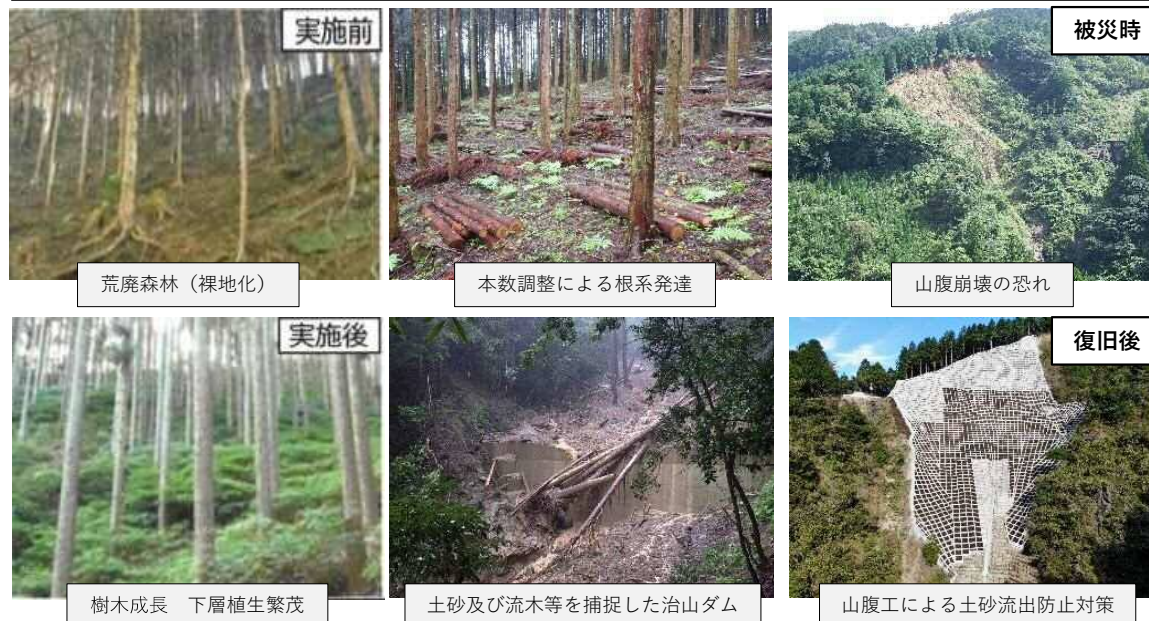 実施前
荒廃森林（裸地化）
本数調整による根系発達
被災時
山腹崩壊の恐れ
実施後
樹木成長　下層植生繁茂
土砂及び流木等を捕捉した治山ダム
復旧後
山腹工による土砂流出防止対策